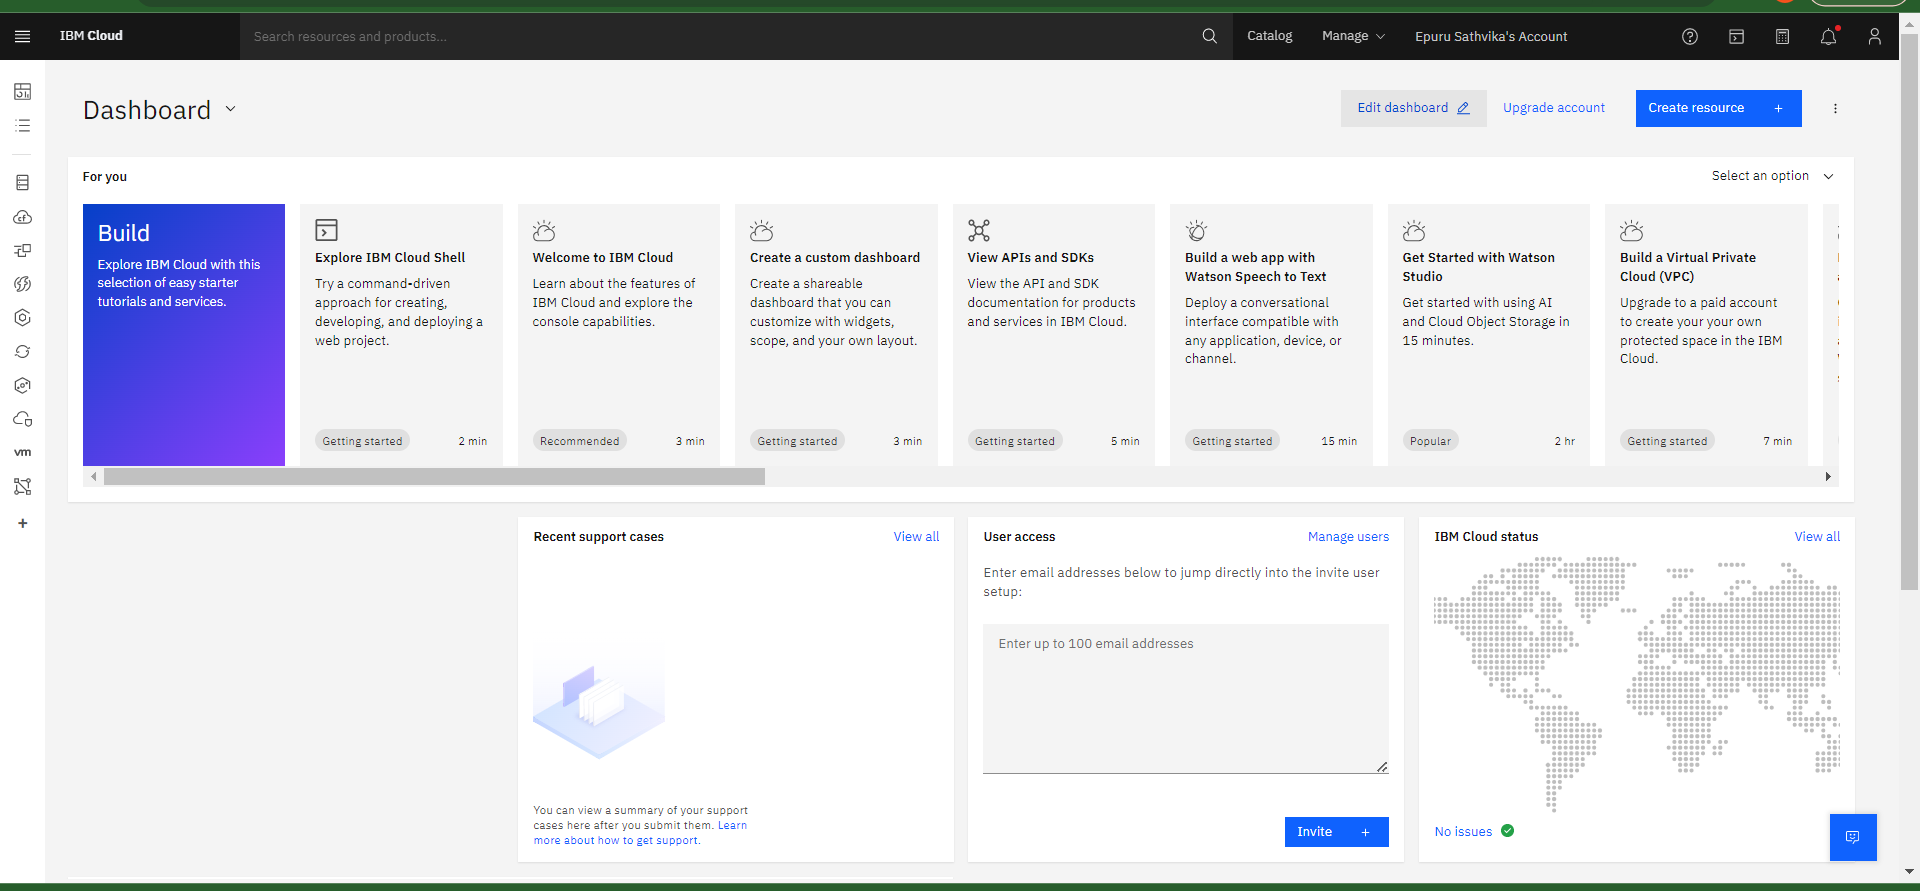 IBM Cloud
Search resources and products...
Catalog
Manage
Epuru Sathvika's Account
Dashboard
Edit dashboard
Upgrade account
Create resource +
For you
Select an option
Build
Explore IBM Cloud with this
selection of easy starter
tutorials and services.
Explore IBM Cloud Shell
Try a command-driven
approach for creating,
developing, and deploying a
web project.
Getting started
2 min
Welcome to IBM Cloud
Learn about the features of
IBM Cloud and explore the
console capabilities.
Recommended
3 min
Create a custom dashboard
Create a shareable
dashboard that you can
customize with widgets,
scope, and your own layout.
Getting started
3 min
View APIs and SDKs
View the API and SDK
documentation for products
and services in IBM Cloud.
Getting started
5 min
Build a web app with
Watson Speech to Text
Deploy a conversational
interface compatible with
any application, device, or
channel.
Getting started
15 min
Get Started with Watson
Studio
Get started with using AI
and Cloud Object Storage in
15 minutes.
Popular
2 hr
Build a Virtual Private
Cloud (VPC)
Upgrade to a paid account
to create your your own
protected space in the IBM
Cloud.
Getting started
7 min
vm
Recent support cases
View all
You can view a summary of your support
cases here after you submit them. Learn
more about how to get support.
User access
Manage users
Enter email addresses below to jump directly into the invite user
setup:
Enter up to 100 email addresses
Invite +
IBM Cloud status
View all
No issues